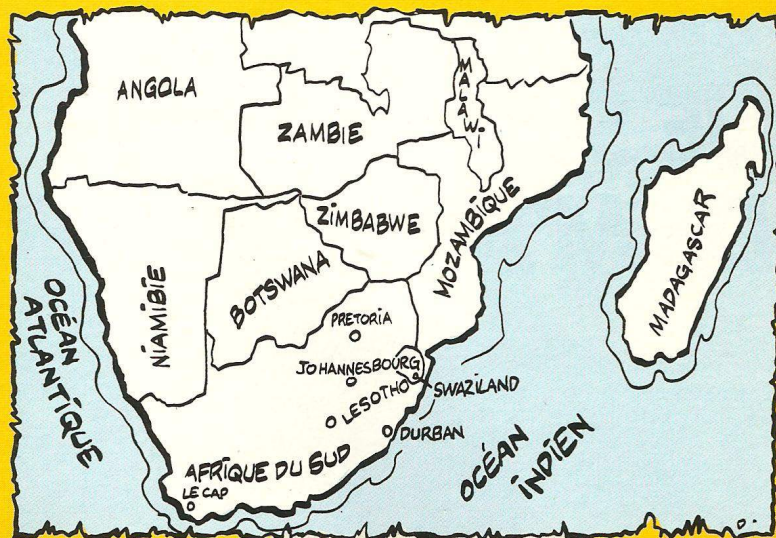 ANGOLA
MALAWI
ZAMBIE
ZIMBABWE
MOZAMBIQUE
MADAGASCAR
NIAMIBIE
BOTSWANA
OCÉAN
ATLANTIQUE
PRETORIA
JOHANNESBOURG
SWAZILAND
LESOTHO
DURBAN
AFRIQUE DU SUD
LE CAP
OCÉAN
INDIEN
D.